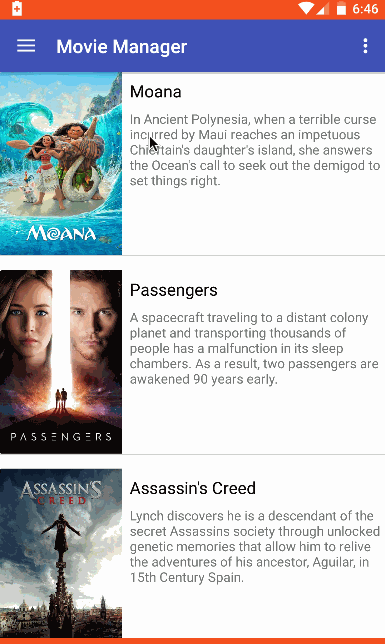 6:46
Movie Manager
Moana
In Ancient Polynesia, when a terrible curse
incurred by Maui reaches an impetuous
Chieftain's daughter's island, she answers
the Ocean's call to seek out the demigod to
set things right.
MOANA
Passengers
A spacecraft traveling to a distant colony
planet and transporting thousands of
people has a malfunction in its sleep
chambers. As a result, two passengers are
awakened 90 years early.
PASSENGERS
Assassin's Creed
ASSASSIN'S
CREED
Lynch discovers he is a descendant of the
secret Assassins society through unlocked
genetic memories that allow him to relive
the adventures of his ancestor, Aguilar, in
15th Century Spain.